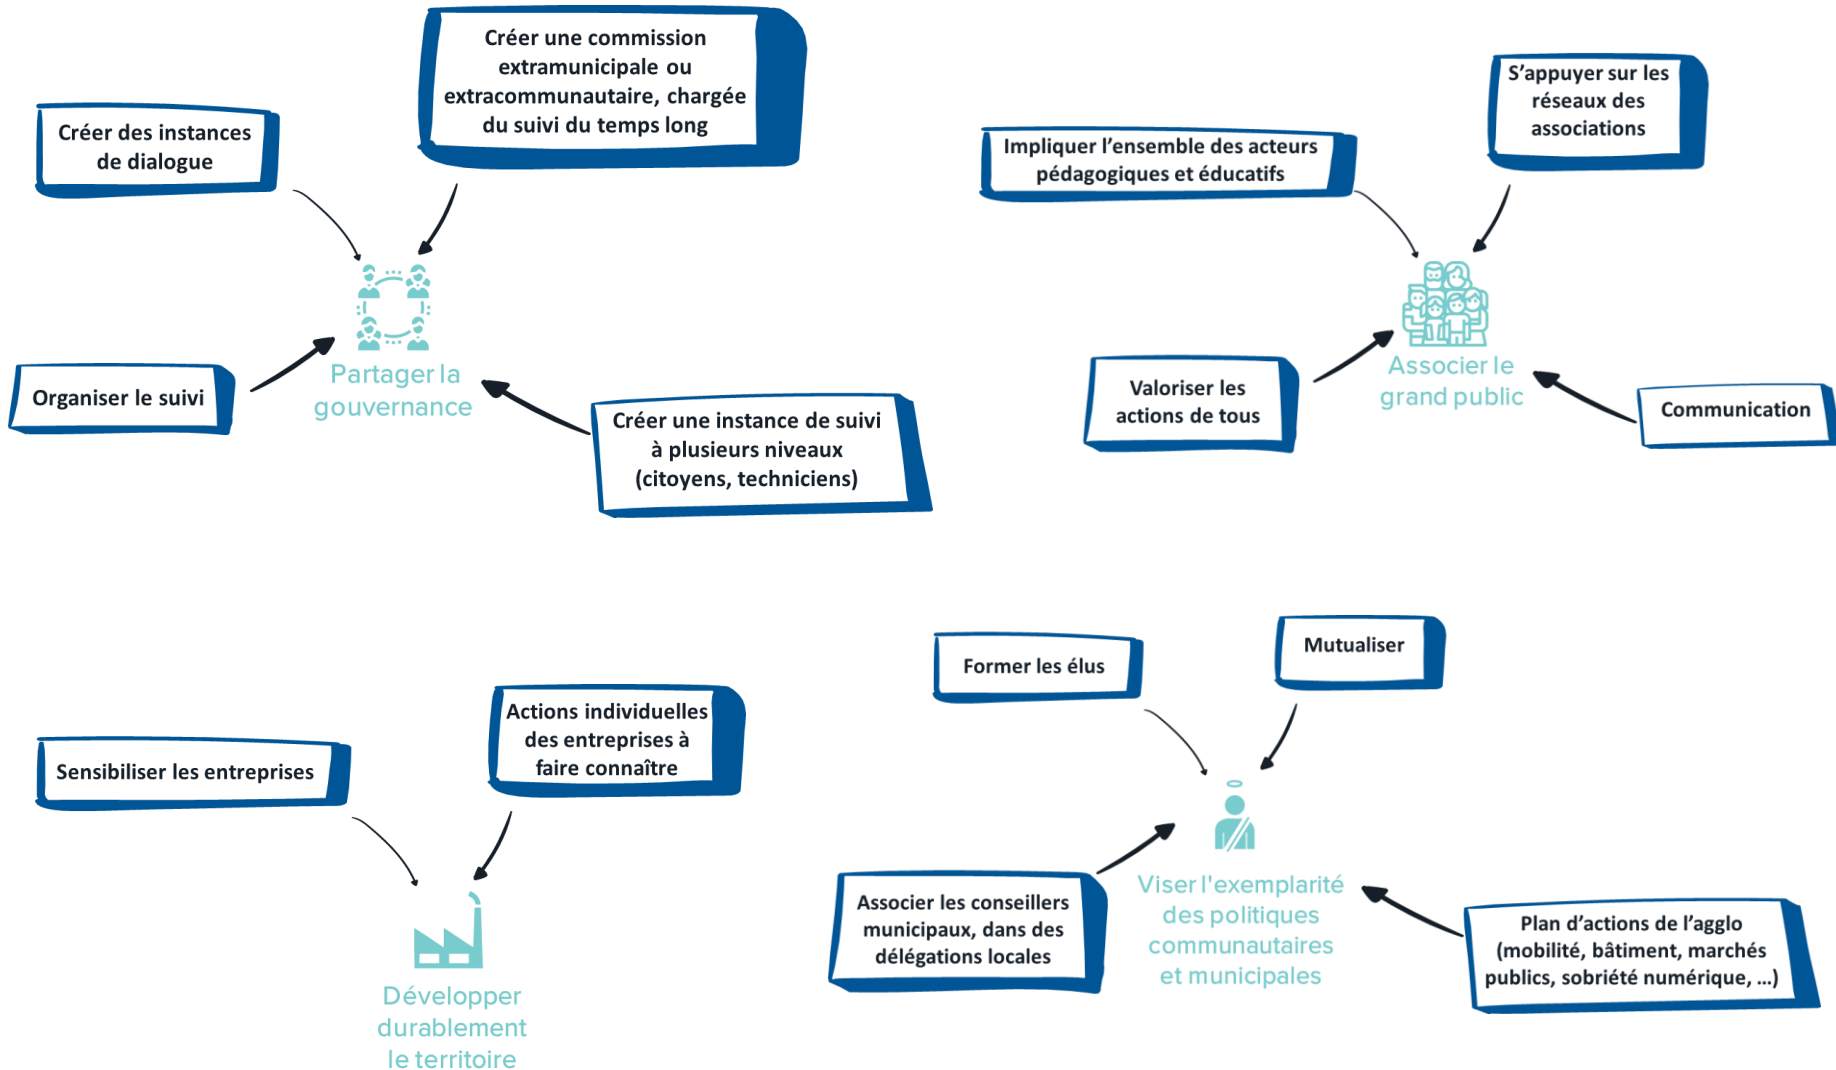 Créer une commission
extramunicipale ou
extracommunautaire, chargée
du suivi du temps long
Créer des instances
de dialogue
Organiser le suivi
Partager la
gouvernance
Créer une instance de suivi
à plusieurs niveaux
(citoyens, techniciens)
S'appuyer sur les
réseaux des
associations
Impliquer l’ensemble des acteurs
pédagogiques et éducatifs
Valoriser les
actions de tous
Associer le
grand public
Communication
Actions individuelles
des entreprises à
faire connaître
Sensibiliser les entreprises
Développer
durablement
le territoire
Former les élus
Mutualiser
Associer les conseillers
municipaux, dans des
délégations locales
Viser l'exemplarité
des politiques
communautaires
et municipales
Plan d’actions de l’agglo
(mobilité, bâtiment, marchés
publics, sobriété numérique, ...)